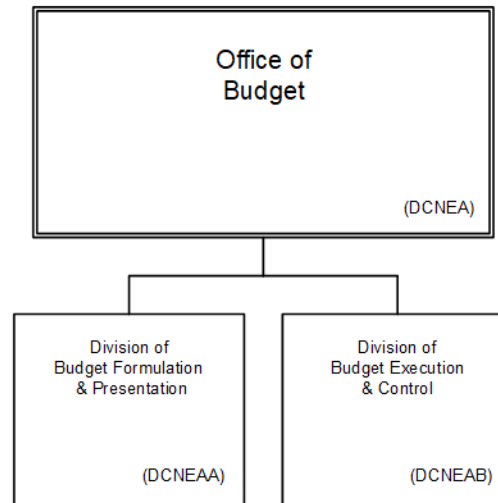 Office of
Budget
(DCNEA)
Division of
Budget Formulation
& Presentation
(DCNEAA)
Division of
Budget Execution
& Control
(DCNEAB)